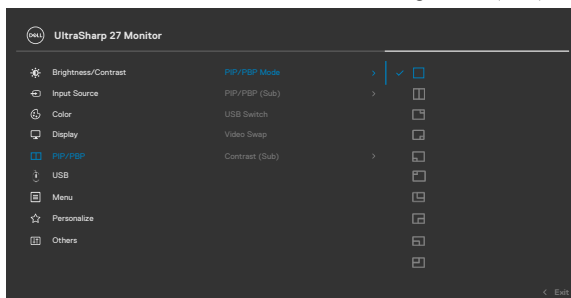 DELL UltraSharp 27 Monitor
Brightness/Contrast PIP/PBP Mode
Input Source PIP/PBP (Sub)
Color USB Switch
Display Video Swap
PIP/PBP Contrast (Sub)
USB
Menu
Personalize
Others
Exit